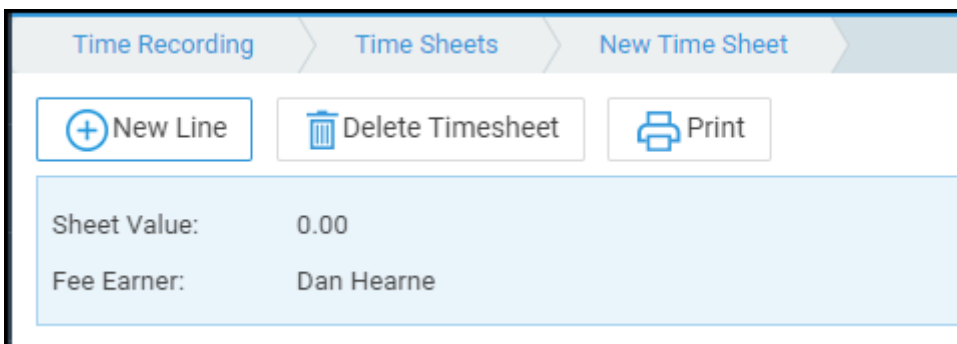 Time Recording Time Sheets New Time Sheet
New Line Delete Timesheet Print
Sheet Value: 0.00
Fee Earner: Dan Hearne